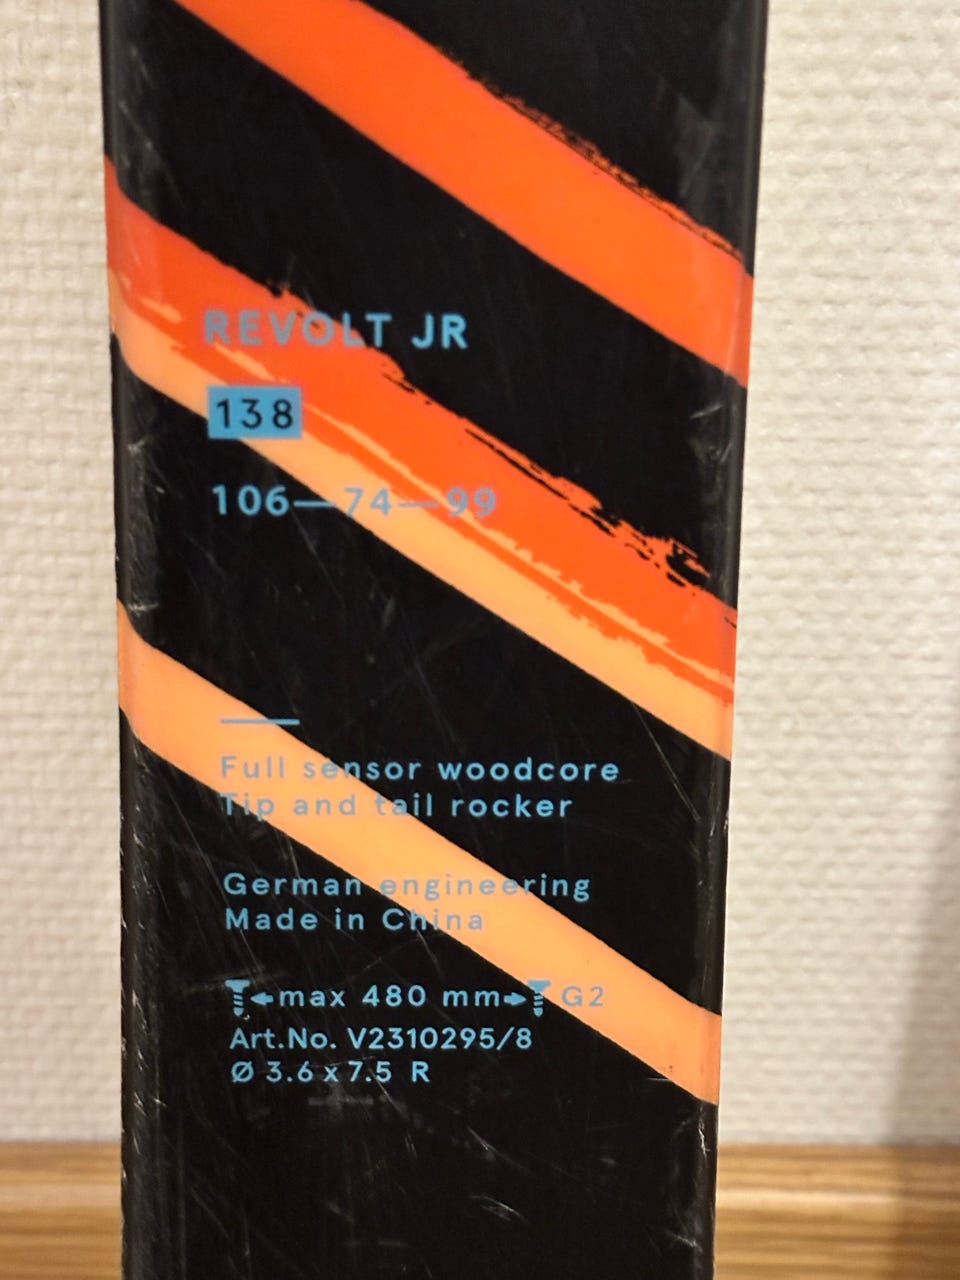 REVOLT JR
138
106—74—99
Full sensor woodcore
Tip and tail rocker
German engineering
Made in China
max 480 mm G2
Art.No. V2310295/8
Ø 3.6 x 7.5 R